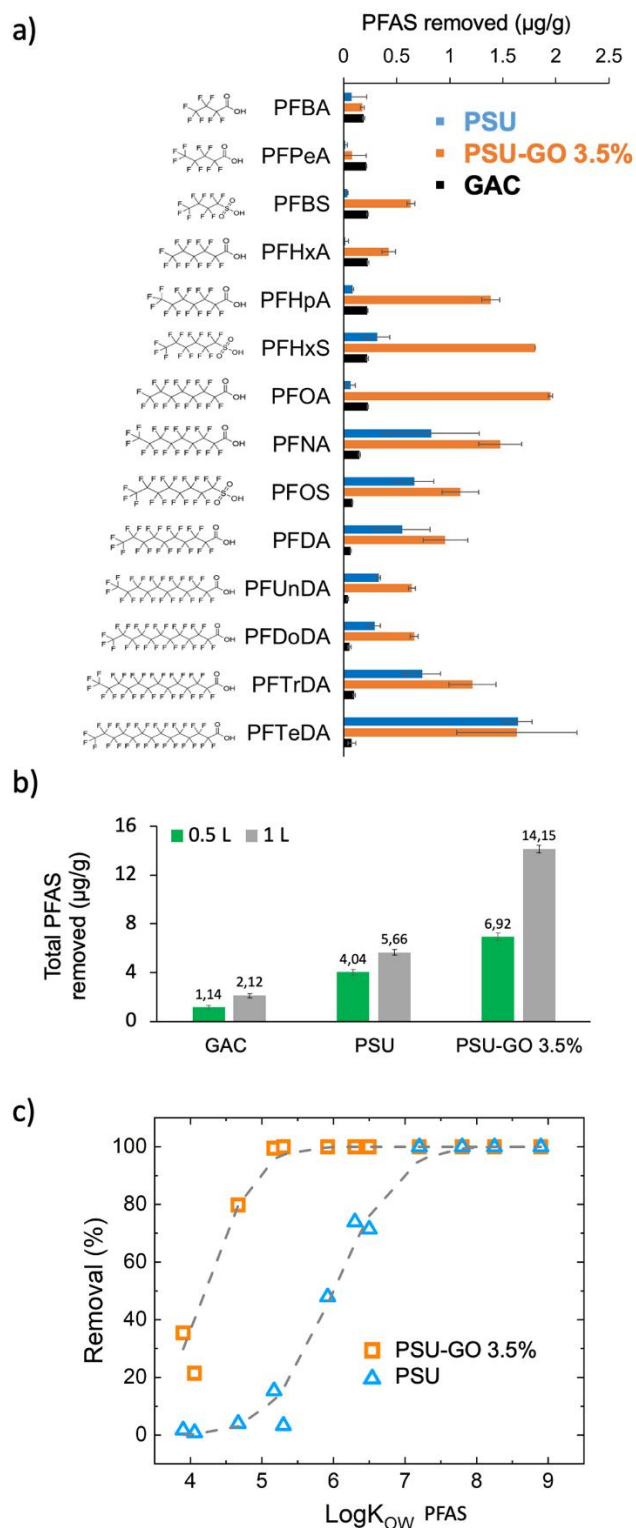 a)
PFAS removed (µg/g)
0 0.5 1 1.5 2 2.5
PFBA
PFPeA
PFBS
PFHxA
PFHpA
PFHxS
PFOA
PFNA
PFOS
PFDA
PFUnDA
PFDoDA
PFTrDA
PFTeDA
PSU
PSU-GO 3.5%
GAC
b)
Total PFAS
removed (µg/g)
16
12
8
4
0
0.5 L 1 L
1,14 2,12 4,04 5,66 6,92 14,15
GAC PSU PSU-GO 3.5%
c)
Removal (%)
100
80
60
40
20
0
PSU-GO 3.5%
PSU
4 5 6 7 8 9
LogK_OW PFAS